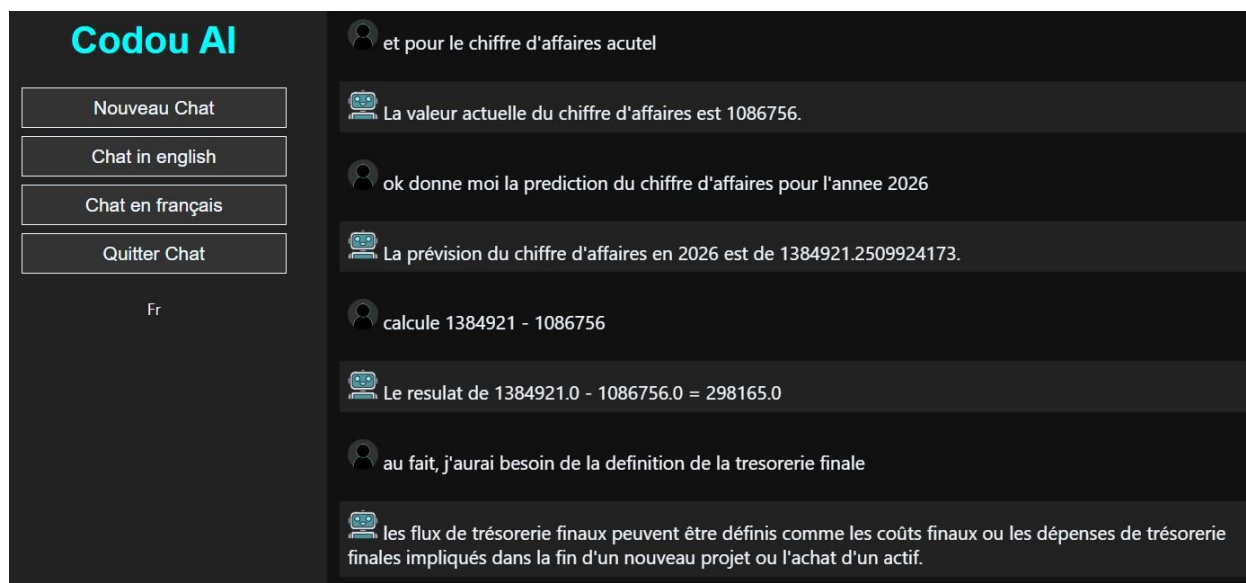 Codou AI
Nouveau Chat
Chat in english
Chat en français
Quitter Chat
Fr
et pour le chiffre d'affaires acutel
La valeur actuelle du chiffre d'affaires est 1086756.
ok donne moi la prediction du chiffre d'affaires pour l'annee 2026
La prévision du chiffre d'affaires en 2026 est de 1384921.2509924173.
calcule 1384921 - 1086756
Le resulat de 1384921.0 - 1086756.0 = 298165.0
au fait, j'aurai besoin de la definition de la tresorerie finale
les flux de trésorerie finaux peuvent être définis comme les coûts finaux ou les dépenses de trésorerie
finales impliqués dans la fin d'un nouveau projet ou l'achat d'un actif.